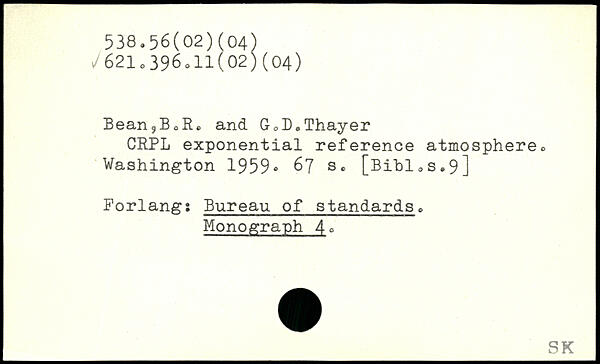 538.56(02)(04)
√621.396.11(02)(04)
Bean,B.R. and G.D.Thayer
CRPL exponential reference atmosphere.
Washington 1959. 67 s. [Bibl.s.9]
Forlang: Bureau of standards.
Monograph 4.
SK